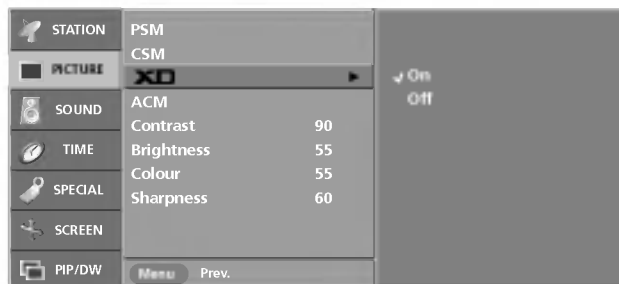 STATION
PICTURE
SOUND
TIME
SPECIAL
SCREEN
PIP/DW
PSM
CSM
XD
ACM
Contrast 90
Brightness 55
Colour 55
Sharpness 60
Menu Prev.
On
Off